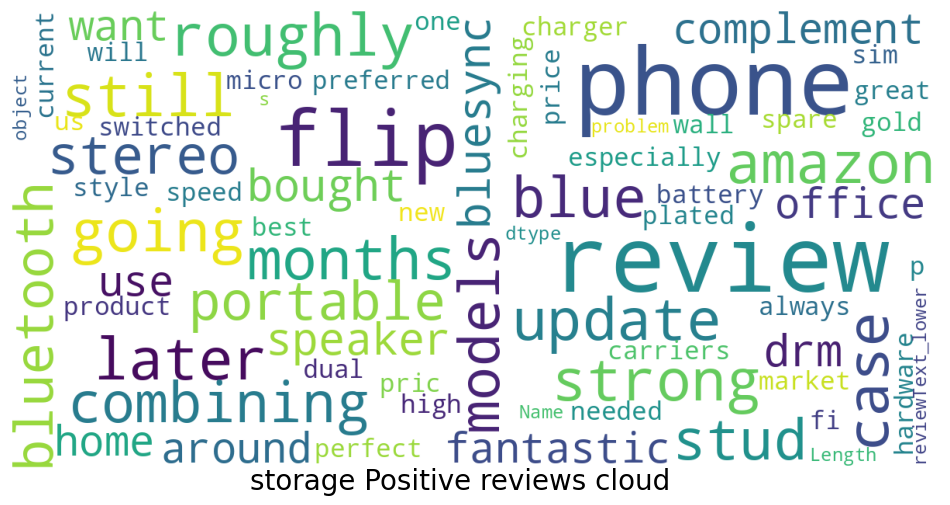 want
roughly
one
charger
complement
will
current
still
micro
preferred
bluesync
charging
price
phone
sim
great
object
us
s
switched
flip
problem
wall
spare
gold
stereo
especially
amazon
style
speed
bought
blue
battery
office
plated
bluetooth
going
best
new
dtype
review
months
use
models
p
product
portable
update
always
later
speaker
carriers
drm
case
hardware
reviewText_lower
dual
pric
strong
market
combining
high
Name
needed
fi
home
around
perfect
fantastic
stud
Length
storage Positive reviews cloud